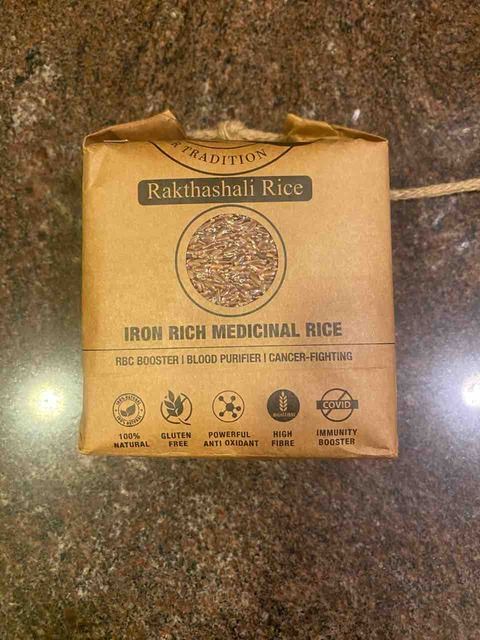 R TRADITION
Rakthashali Rice
IRON RICH MEDICINAL RICE
RBC BOOSTER | BLOOD PURIFIER | CANCER-FIGHTING
100% NATURAL
GLUTEN FREE
POWERFUL ANTI OXIDANT
HIGH FIBRE
COVID
IMMUNITY BOOSTER